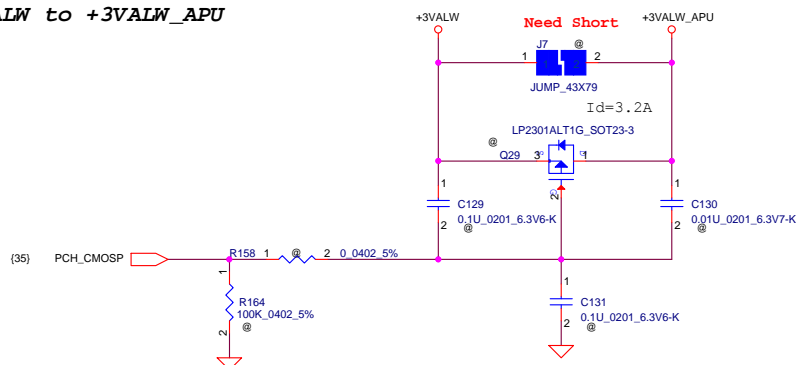 ALW to +3VALW_APU
+3VALW
Need Short
+3VALW_APU
J7
@
1
2
JUMP_43X79
Id=3.2A
LP2301ALT1G_SOT23-3
@
Q29
3
1
2
1
C129
0.1U_0201_6.3V6-K
2
@
1
C130
0.01U_0201_6.3V7-K
2
@
{35}
PCH_CMOSP
R158
1
@
2
0_0402_5%
1
R164
100K_0402_5%
2
@
1
C131
0.1U_0201_6.3V6-K
2
@